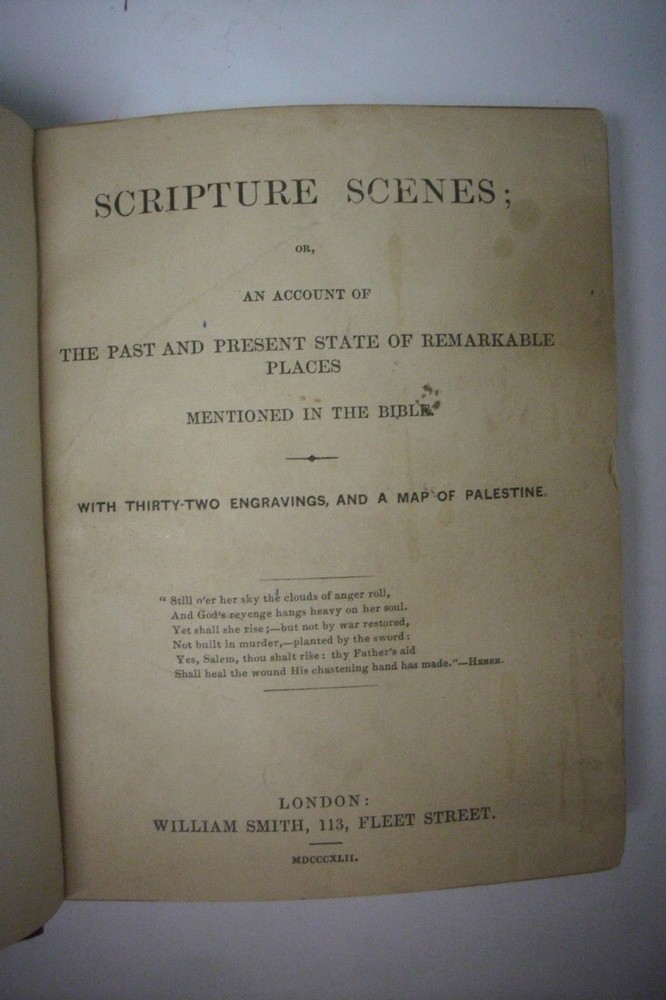 SCRIPTURE SCENES;
OR,
AN ACCOUNT OF
THE PAST AND PRESENT STATE OF REMARKABLE
PLACES
MENTIONED IN THE BIBLE.
WITH THIRTY-TWO ENGRAVINGS, AND A MAP OF PALESTINE.
"Still o'er her sky the clouds of anger roll,
And God's revenge hangs heavy on her soul.
Yet shall she rise;—but not by war restored,
Not built in murder,—planted by the sword:
Yes, Salem, thou shalt rise: thy Father's aid
Shall heal the wound His chastening hand has made."—HEBER.
LONDON:
WILLIAM SMITH, 113, FLEET STREET.
MDCCCXLII.